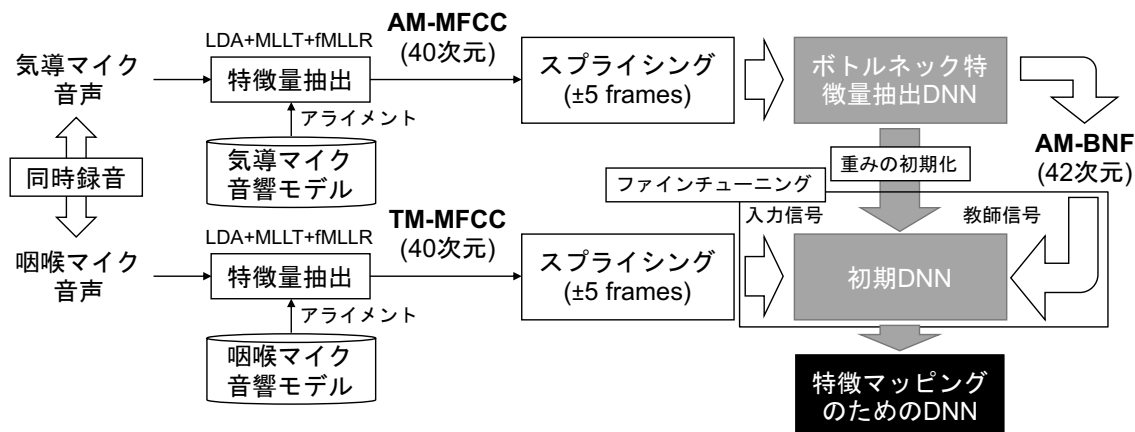 気導マイク
音声
同時録音
咽喉マイク
音声
LDA+MLLT+fMLLR
特徴量抽出
アライメント
気導マイク
音響モデル
AM-MFCC
(40次元)
スプライシング
(±5 frames)
ボトルネック特
徴量抽出DNN
AM-BNF
(42次元)
重みの初期化
ファインチューニング
入力信号
教師信号
LDA+MLLT+fMLLR
特徴量抽出
アライメント
咽喉マイク
音響モデル
TM-MFCC
(40次元)
スプライシング
(±5 frames)
初期DNN
特徴マッピング
のためのDNN